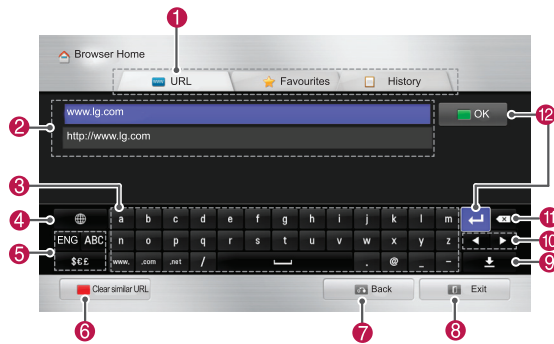 1
Browser Home
URL Favourites History
2 www.lg.com OK 12
http://www.lg.com
3
4 a b c d e f g h i j k l m 11
5 ENG ABC n o p q r s t u v w x y z 10
$€£ www. .com .net / . @ _ - 9
Clear similar URL Back Exit
6 7 8